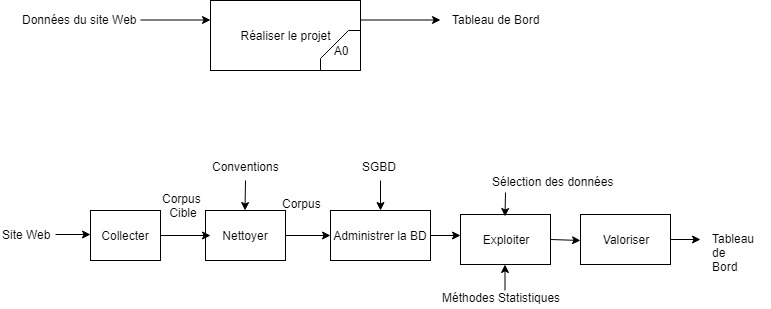 Données du site Web
Réaliser le projet
A0
Tableau de Bord
Conventions
SGBD
Sélection des données
Corpus
Cible
Corpus
Site Web
Collecter
Nettoyer
Administrer la BD
Exploiter
Valoriser
Tableau
de
Bord
Méthodes Statistiques